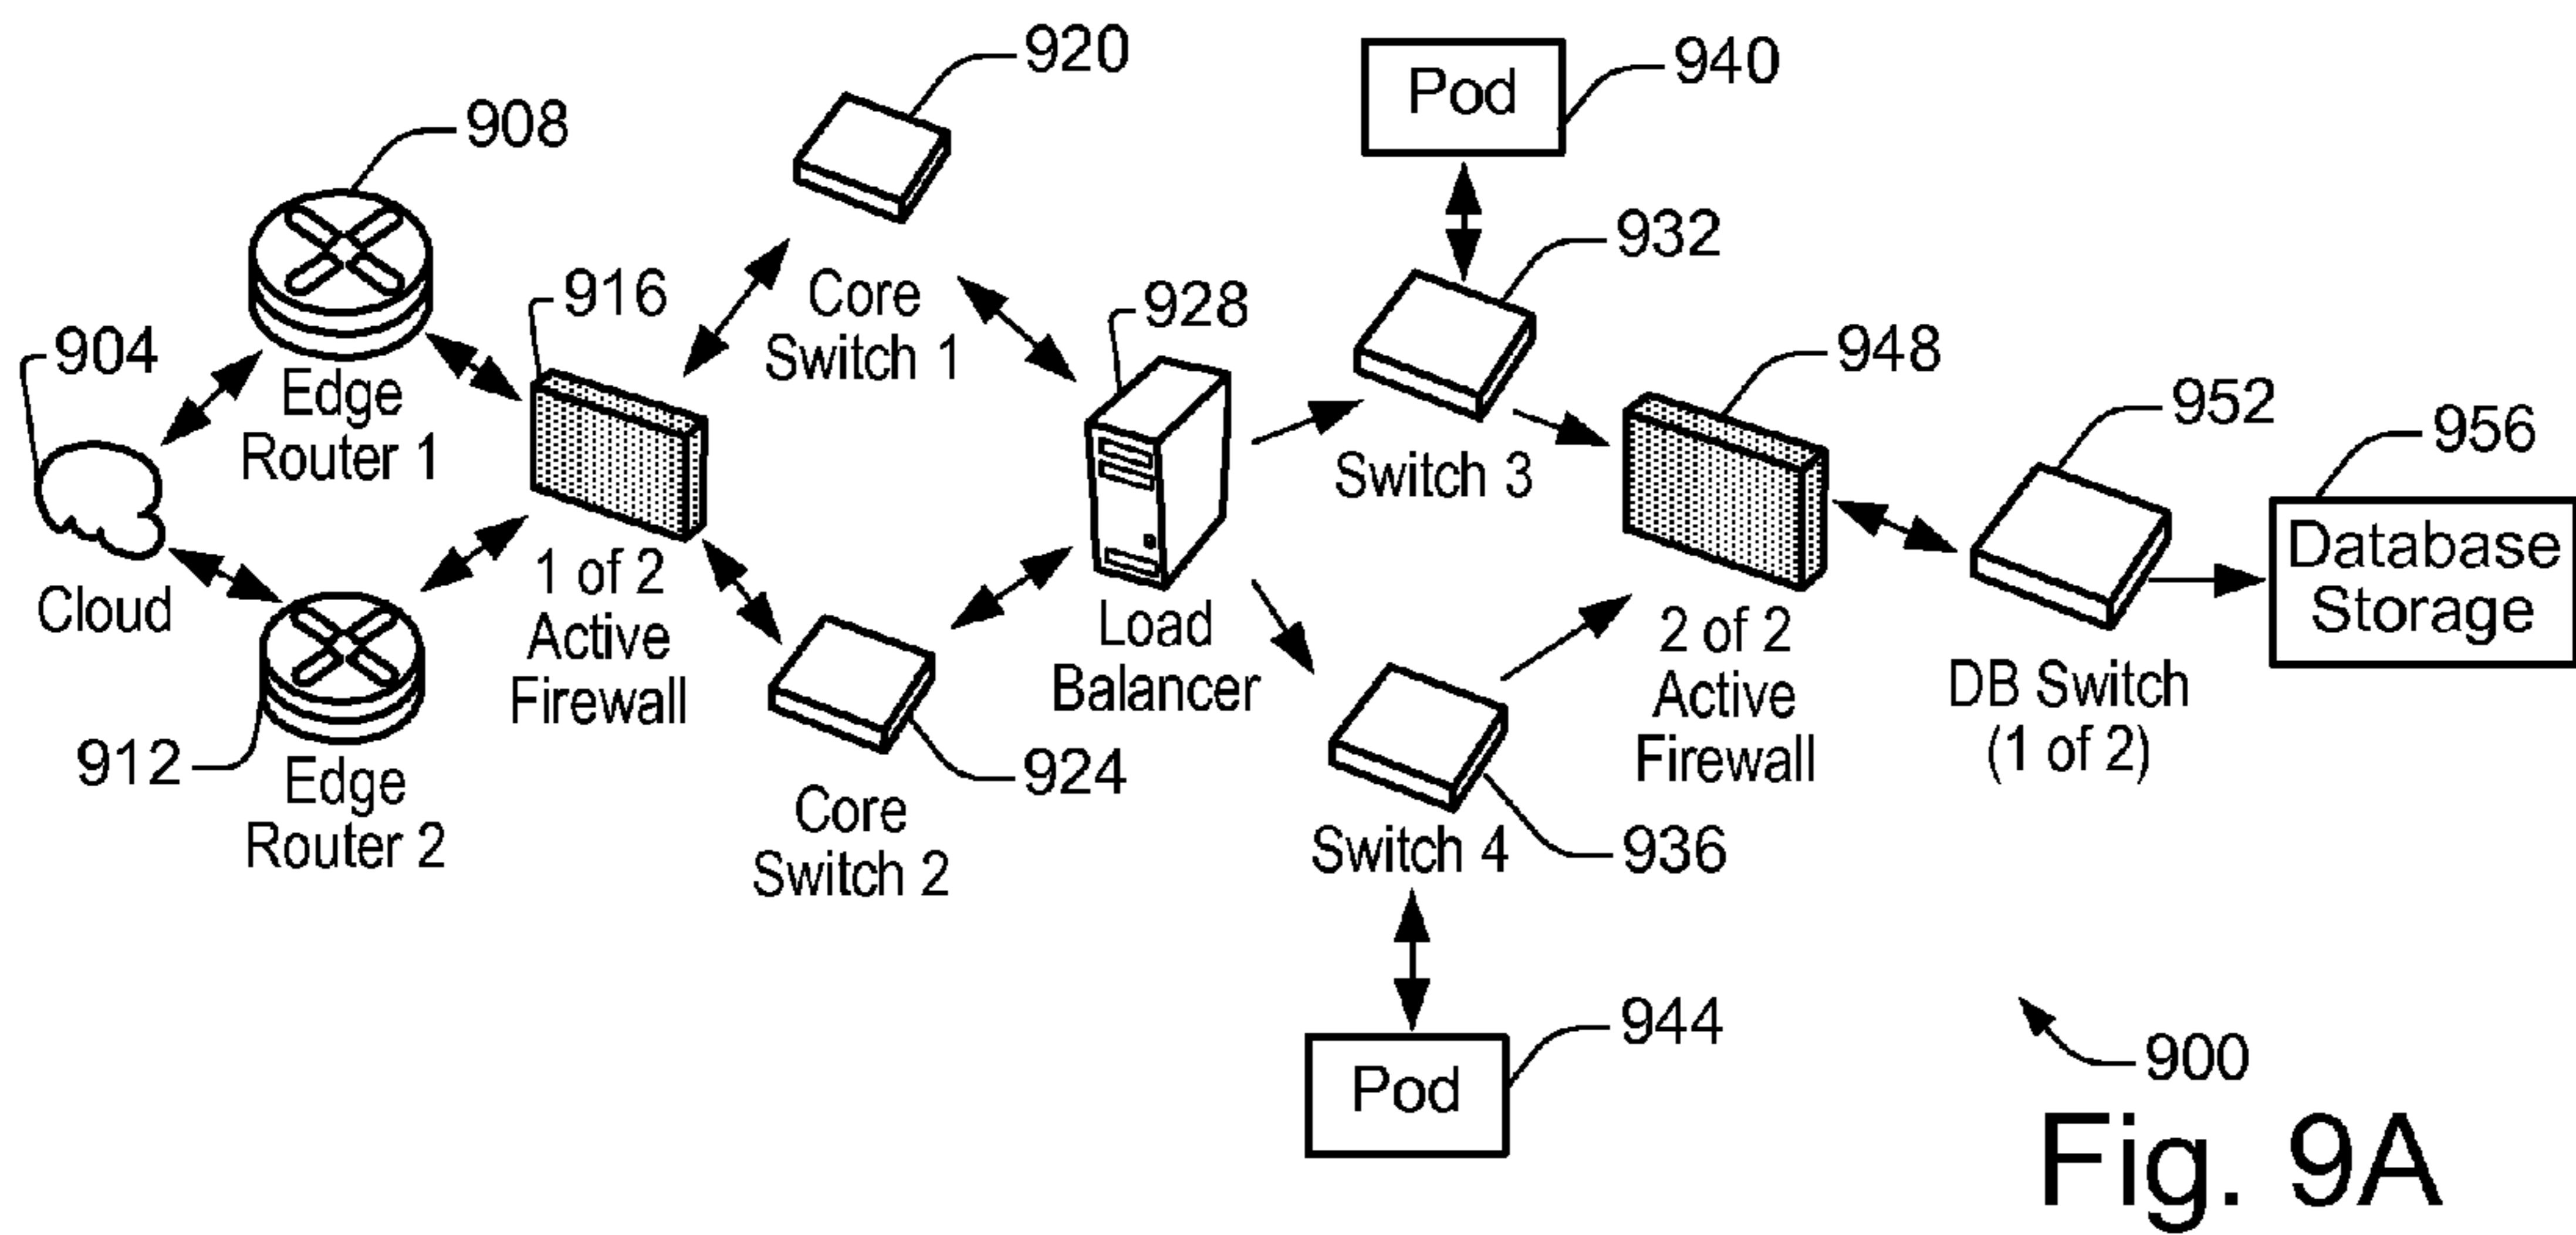 920
940
Pod
908
932
916
Core
Switch 1
928
948
904
Edge
Router 1
952
956
Switch 3
Database
Storage
Cloud
1 of 2
Active
Firewall
Load
Balancer
2 of 2
Active
Firewall
DB Switch
(1 of 2)
912
Edge
Router 2
924
Core
Switch 2
Switch 4
936
944
Pod
900
Fig. 9A